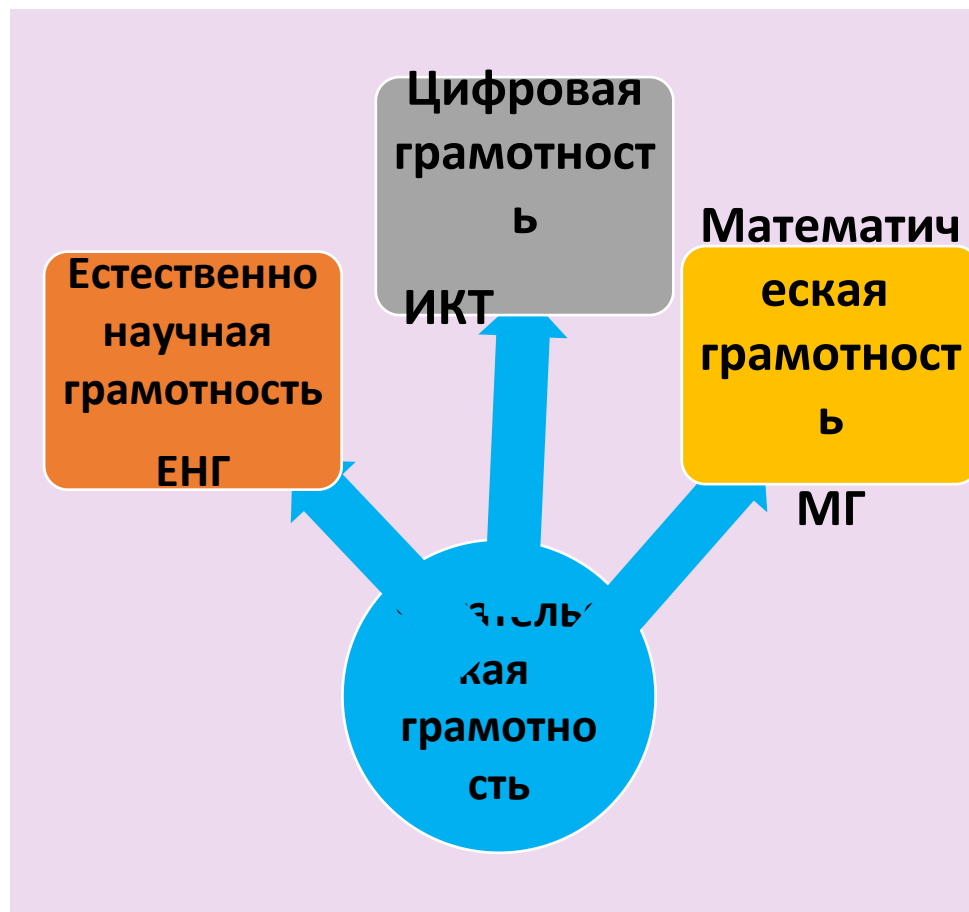 Цифровая
грамотност
ь
ИКТ
Естественно
научная
грамотность
ЕНГ
Математич
еская
грамотност
ь
МГ
кая
грамотно
сть